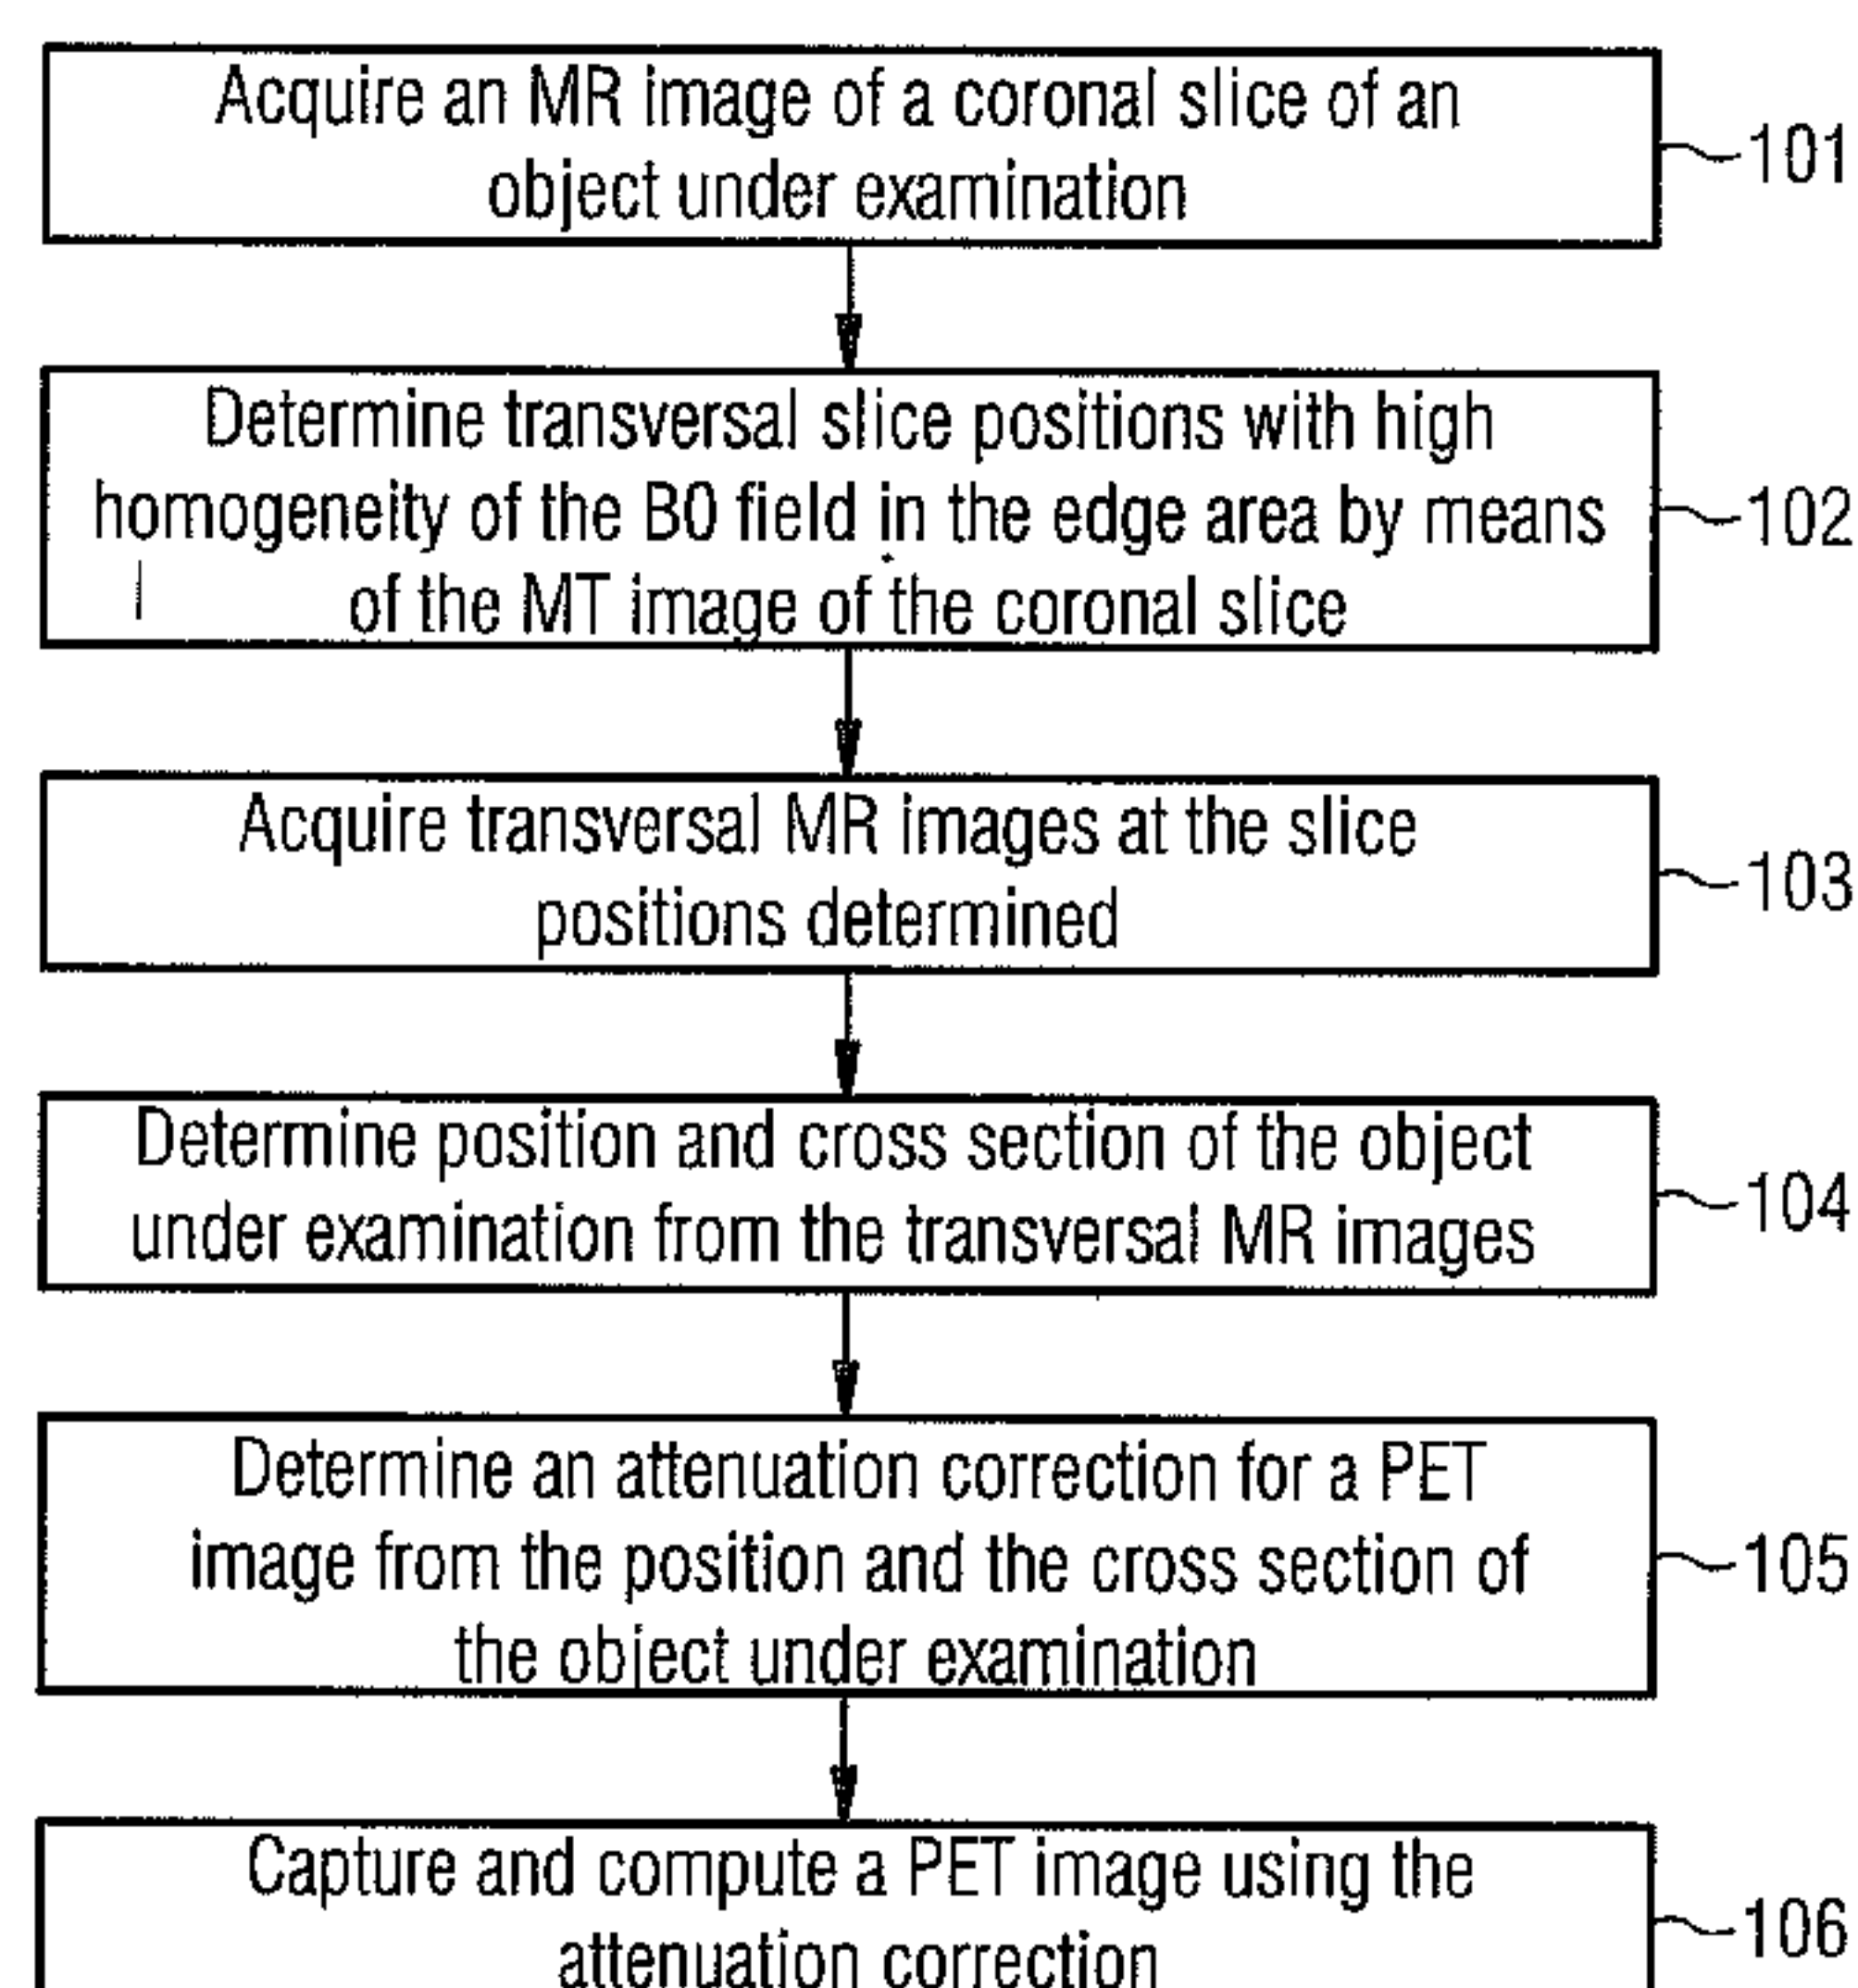 Acquire an MR image of a coronal slice of an
object under examination
101
Determine transversal slice positions with high
homogeneity of the B0 field in the edge area by means
of the MT image of the coronal slice
102
Acquire transversal MR images at the slice
positions determined
103
Determine position and cross section of the object
under examination from the transversal MR images
104
Determine an attenuation correction for a PET
image from the position and the cross section of
the object under examination
105
Capture and compute a PET image using the
attenuation correction
106